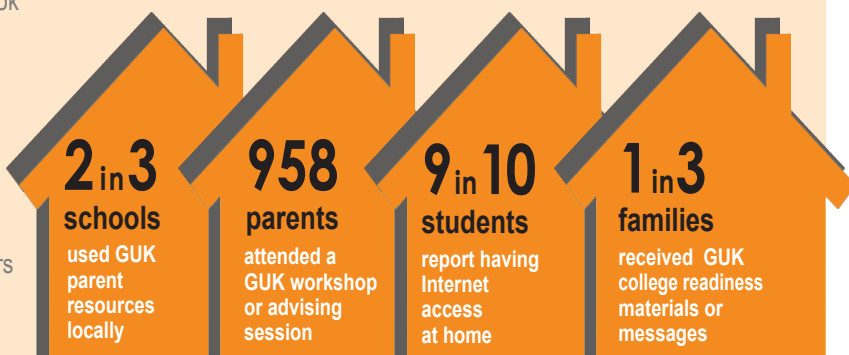 2 in 3
schools
used GUK
parent
resources
locally
958
parents
attended a
GUK workshop
or advising
session
9 in 10
students
report having
Internet
access
at home
1 in 3
families
received GUK
college readiness
materials or
messages